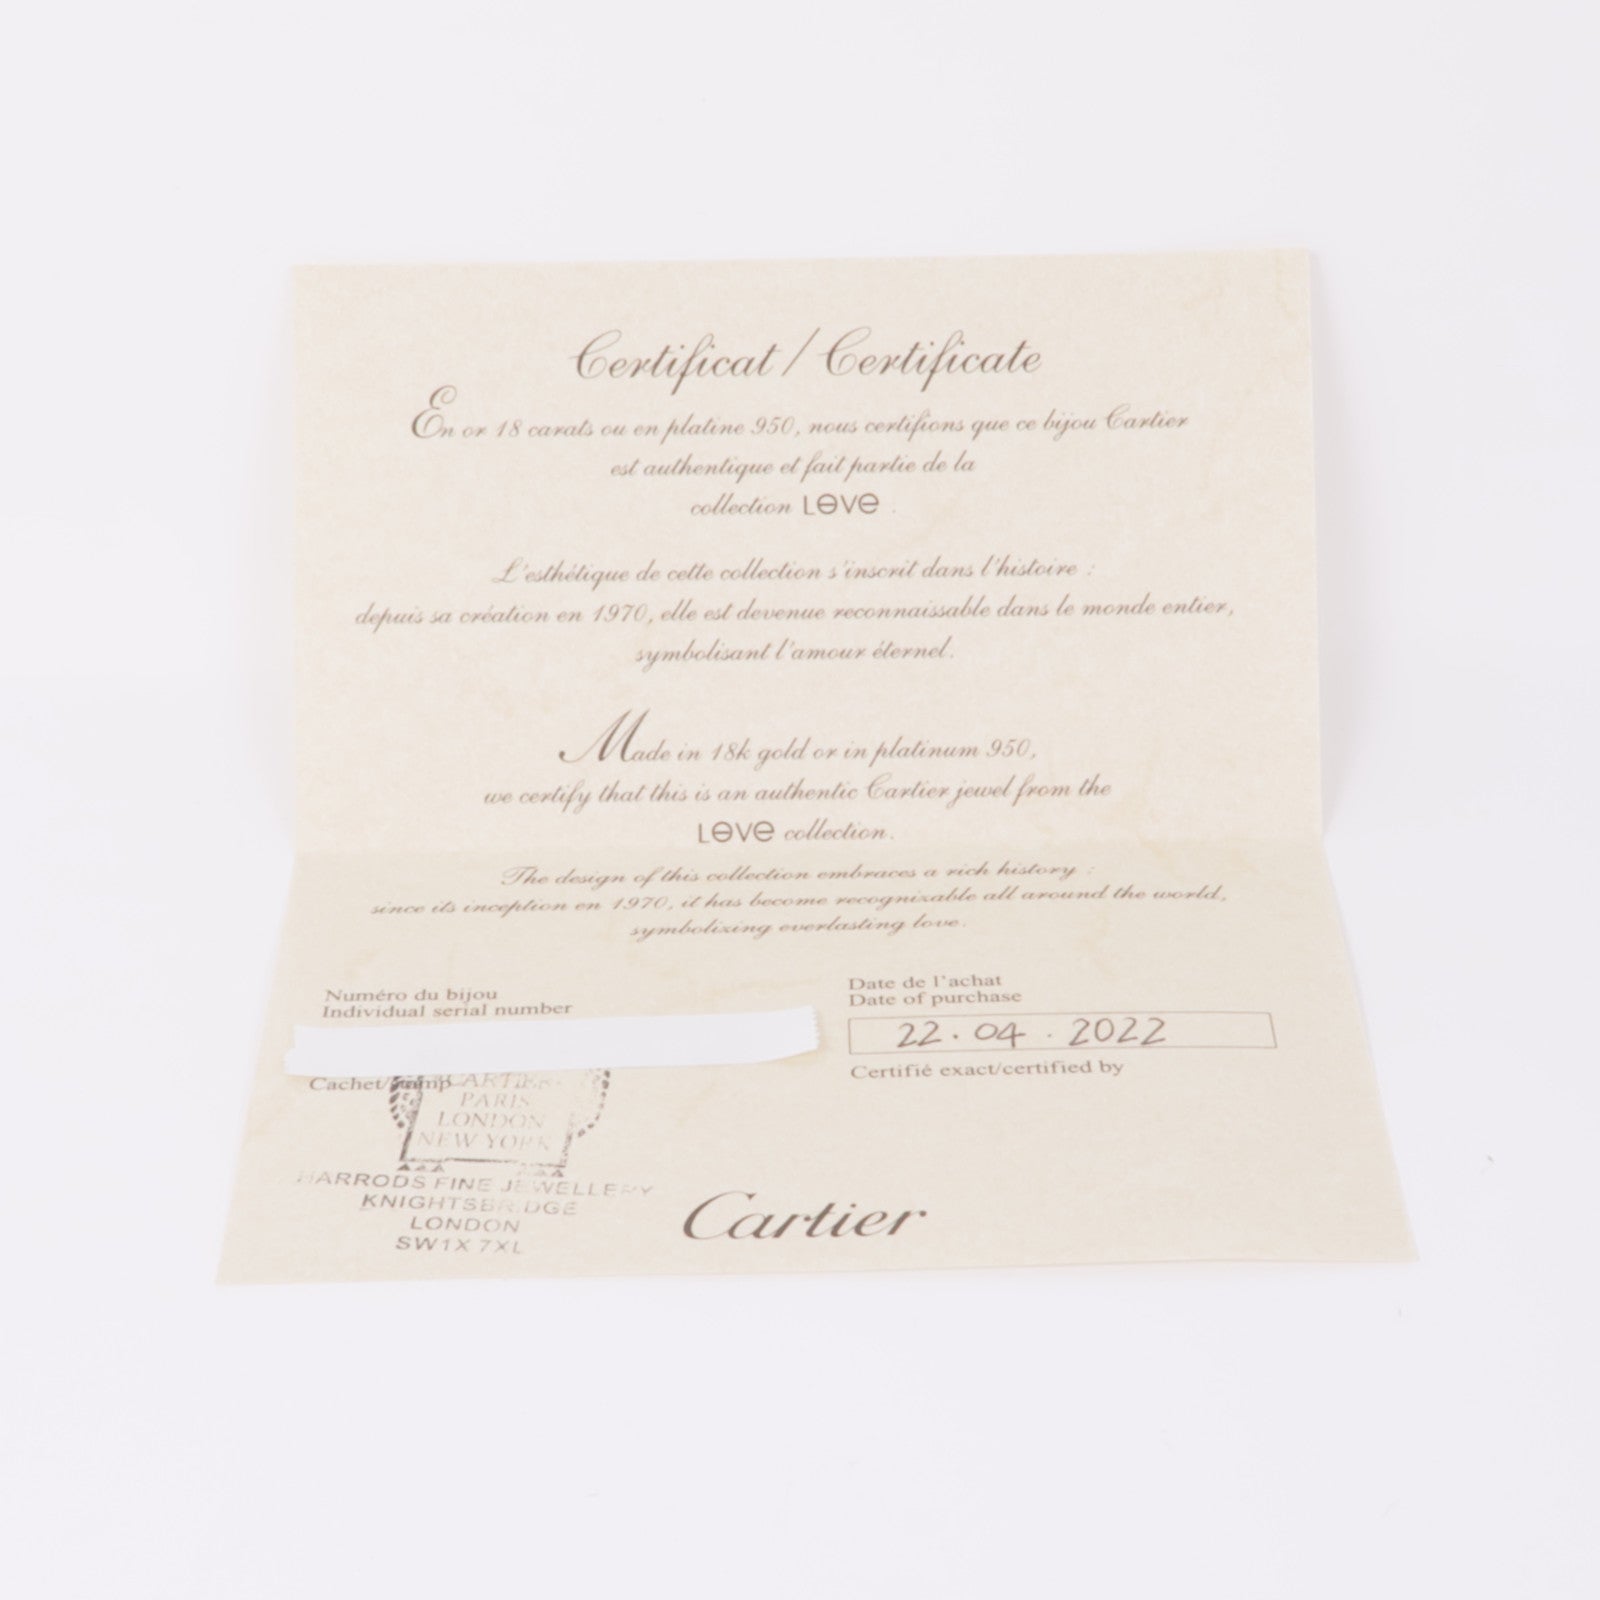 Certificat / Certificate
En or 18 carats ou en platine 950, nous certifions que ce bijou Cartier
est authentique et fait partie de la
collection LOVE .
L'esthétique de cette collection s'inscrit dans l'histoire :
depuis sa création en 1970, elle est devenue reconnaissable dans le monde entier,
symbolisant l'amour éternel.
Made in 18k gold or in platinum 950,
we certify that this is an authentic Cartier jewel from the
LOVE collection.
The design of this collection embraces a rich history :
since its inception en 1970, it has become recognizable all around the world,
symbolizing everlasting love.
Numéro du bijou
Individual serial number
Date de l'achat
Date of purchase
22 . 04 . 2022
Certifié exact/certified by
Cachet/Stamp
CARTIER
PARIS
LONDON
NEW YORK
HARRODS FINE JEWELLERY
KNIGHTSBRIDGE
LONDON
SW1X 7XL
Cartier